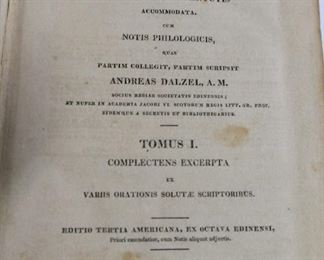 ACCOMMODATA.
CUM
NOTIS PHILOLOGICIS,
QUAS
PARTIM COLLEGIT, PARTIM SCRIPSIT
ANDREAS DALZEL, A. M.
SOCIUS REGIAE SOCIETATIS EDINENSIS;
ET NUPER IN ACADEMIA JACOBI VI. SCOTORUM REGIS LITT. GR. PROF.
EIDEMQUE A SECRETIS ET BIBLIOTHECARIUS.
TOMUS I.
COMPLECTENS EXCERPTA
EX
VARIIS ORATIONIS SOLUTÆ SCRIPTORIBUS.
EDITIO TERTIA AMERICANA, EX OCTAVA EDINENSI,
Priori emendatior, cum Notis aliquot adjectis.